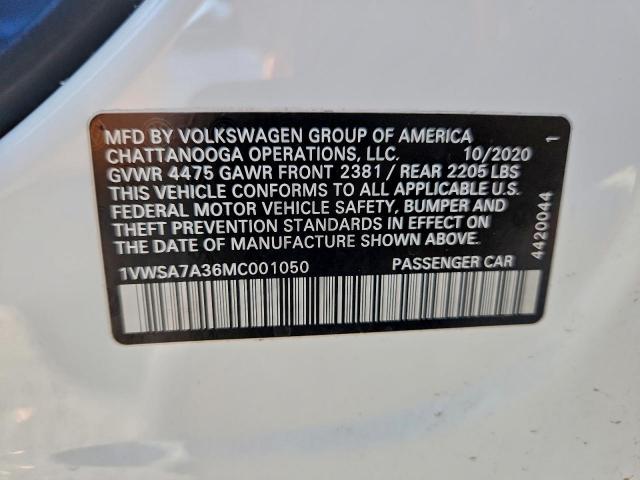 MFD BY VOLKSWAGEN GROUP OF AMERICA
CHATTANOOGA OPERATIONS, LLC. 10/2020
GVWR 4475 GAWR FRONT 2381 / REAR 2205 LBS
THIS VEHICLE CONFORMS TO ALL APPLICABLE U.S.
FEDERAL MOTOR VEHICLE SAFETY, BUMPER AND
THEFT PREVENTION STANDARDS IN EFFECT ON
THE DATE OF MANUFACTURE SHOWN ABOVE.
1VWSA7A36MC001050 PASSENGER CAR
4420044
1